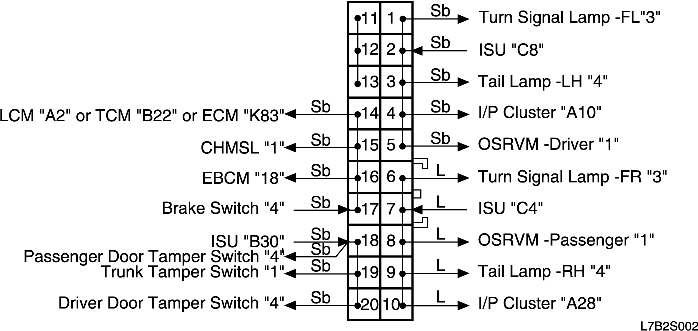 11 1 Sb Turn Signal Lamp -FL"3"
12 2 Sb ISU "C8"
13 3 Sb Tail Lamp -LH "4"
LCM "A2" or TCM "B22" or ECM "K83" Sb 14 4 Sb I/P Cluster "A10"
CHMSL "1" Sb 15 5 Sb OSRVM -Driver "1"
EBCM "18" Sb 16 6 L Turn Signal Lamp -FR "3"
Brake Switch "4" Sb 17 7 L ISU "C4"
ISU "B30" Sb 18 8 L OSRVM -Passenger "1"
Passenger Door Tamper Switch "4" Sb
Trunk Tamper Switch "1" Sb 19 9 L Tail Lamp -RH "4"
Driver Door Tamper Switch "4" Sb 20 10 L I/P Cluster "A28"
L7B2S002